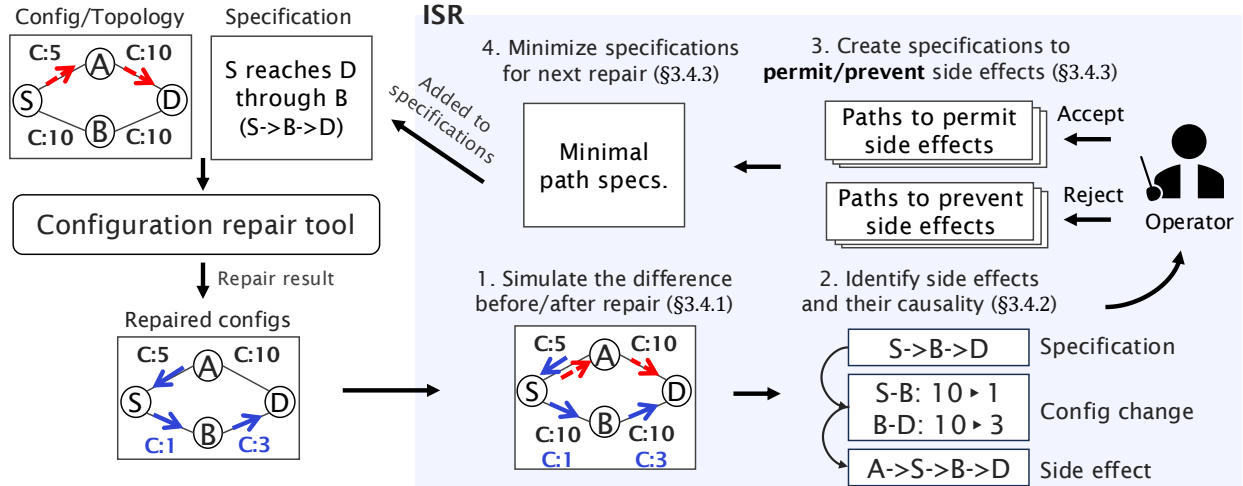 Config/Topology
Specification
C:5
C:10
A
S
D
B
C:10
C:10
S reaches D
through B
(S->B->D)
Configuration repair tool
Repair result
Repaired configs
C:5
C:10
A
S
D
B
C:1
C:3
ISR
4. Minimize specifications
for next repair (§3.4.3)
Added to
specifications
Minimal
path specs.
3. Create specifications to
permit/prevent side effects (§3.4.3)
Paths to permit
side effects
Accept
Paths to prevent
side effects
Reject
Operator
1. Simulate the difference
before/after repair (§3.4.1)
C:5
C:10
A
S
D
B
C:10
C:10
C:1
C:3
2. Identify side effects
and their causality (§3.4.2)
S->B->D
Specification
S-B: 10 ▸ 1
B-D: 10 ▸ 3
Config change
A->S->B->D
Side effect